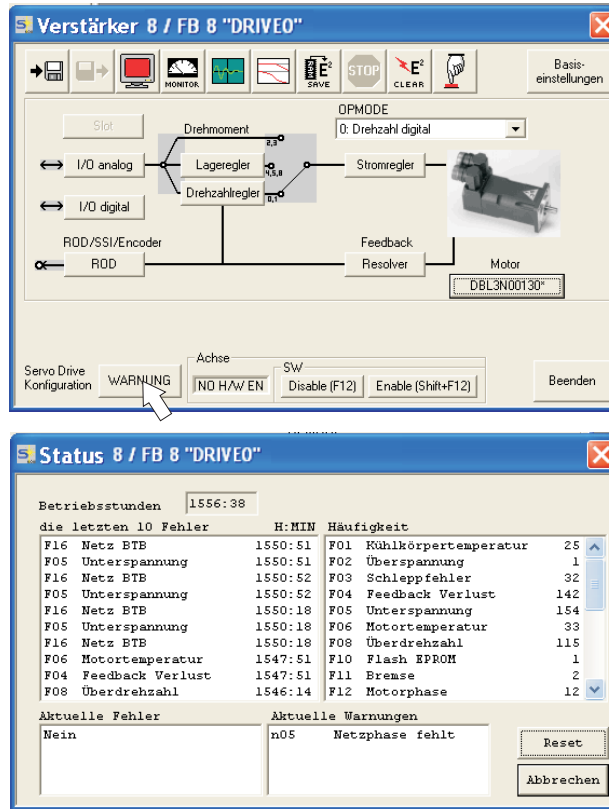 Verstärker 8 / FB 8 "DRIVE0"
MONITOR
E²
SAVE
STOP
E²
CLEAR
Basis-
einstellungen
OPMODE
0: Drehzahl digital
Slot
Drehmoment
2,3
I/O analog
Lageregler
4,5,8
Stromregler
Drehzahlregler
0,1
I/O digital
ROD/SSI/Encoder
Feedback
ROD
Resolver
Motor
DBL3N00130*
Servo Drive
Konfiguration
WARNUNG
Achse
NO H/W EN
SW
Disable (F12)
Enable (Shift+F12)
Beenden
Status 8 / FB 8 "DRIVE0"
Betriebsstunden 1556:38
die letzten 10 Fehler H:MIN Häufigkeit
F16 Netz BTB 1550:51 F01 Kühlkörpertemperatur 25
F05 Unterspannung 1550:51 F02 Überspannung 1
F16 Netz BTB 1550:52 F03 Schleppfehler 32
F05 Unterspannung 1550:52 F04 Feedback Verlust 142
F16 Netz BTB 1550:18 F05 Unterspannung 154
F05 Unterspannung 1550:18 F06 Motortemperatur 33
F16 Netz BTB 1550:18 F08 Überdrehzahl 115
F06 Motortemperatur 1547:51 F10 Flash EPROM 1
F04 Feedback Verlust 1547:51 F11 Bremse 2
F08 Überdrehzahl 1546:14 F12 Motorphase 12
Aktuelle Fehler Aktuelle Warnungen
Nein n05 Netzphase fehlt
Reset
Abbrechen